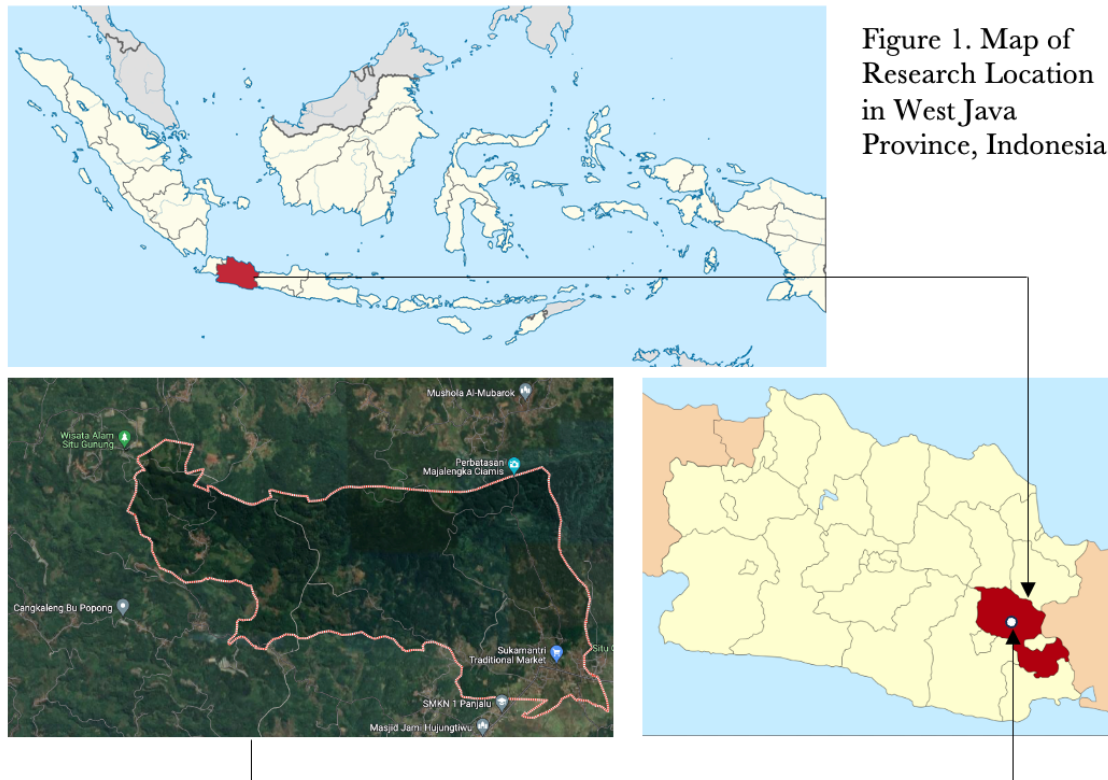 Figure 1. Map of
Research Location
in West Java
Province, Indonesia
Mushola Al-Mubarok
Wisata Alam
Situ Gunung
Perbatasan
Majalengka Ciamis
Cangkaleng Bu Popong
Sukamantri
Traditional Market
Situ C
SMKN 1 Panjalu
Masjid Jami Hujungtiwu